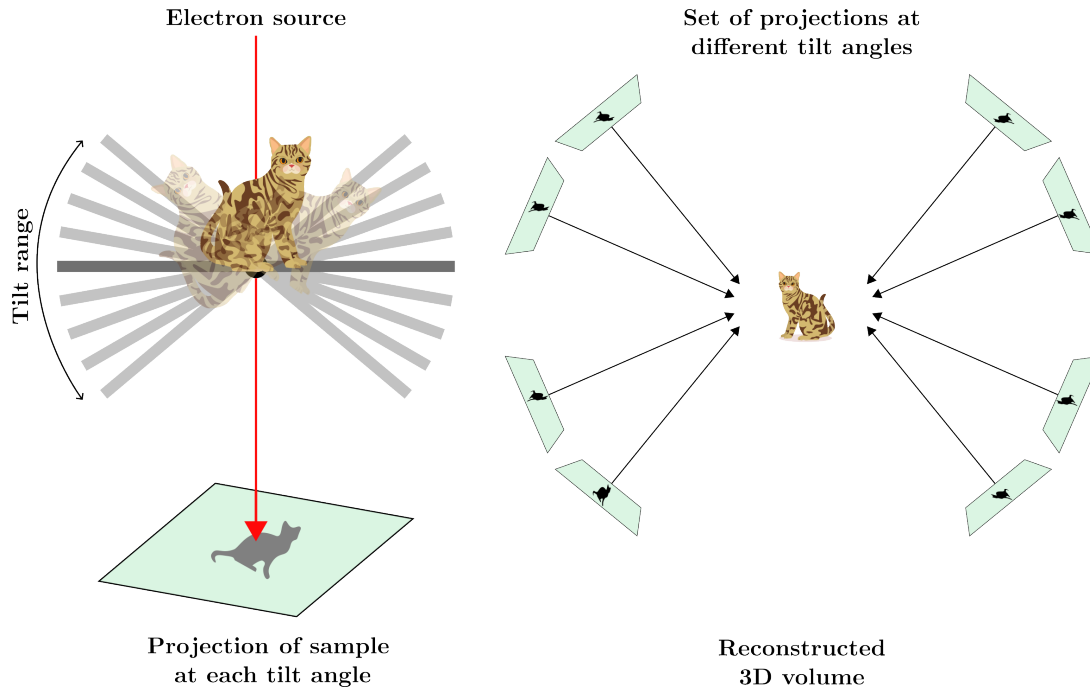 Electron source
Tilt range
Projection of sample
at each tilt angle
Set of projections at
different tilt angles
Reconstructed
3D volume